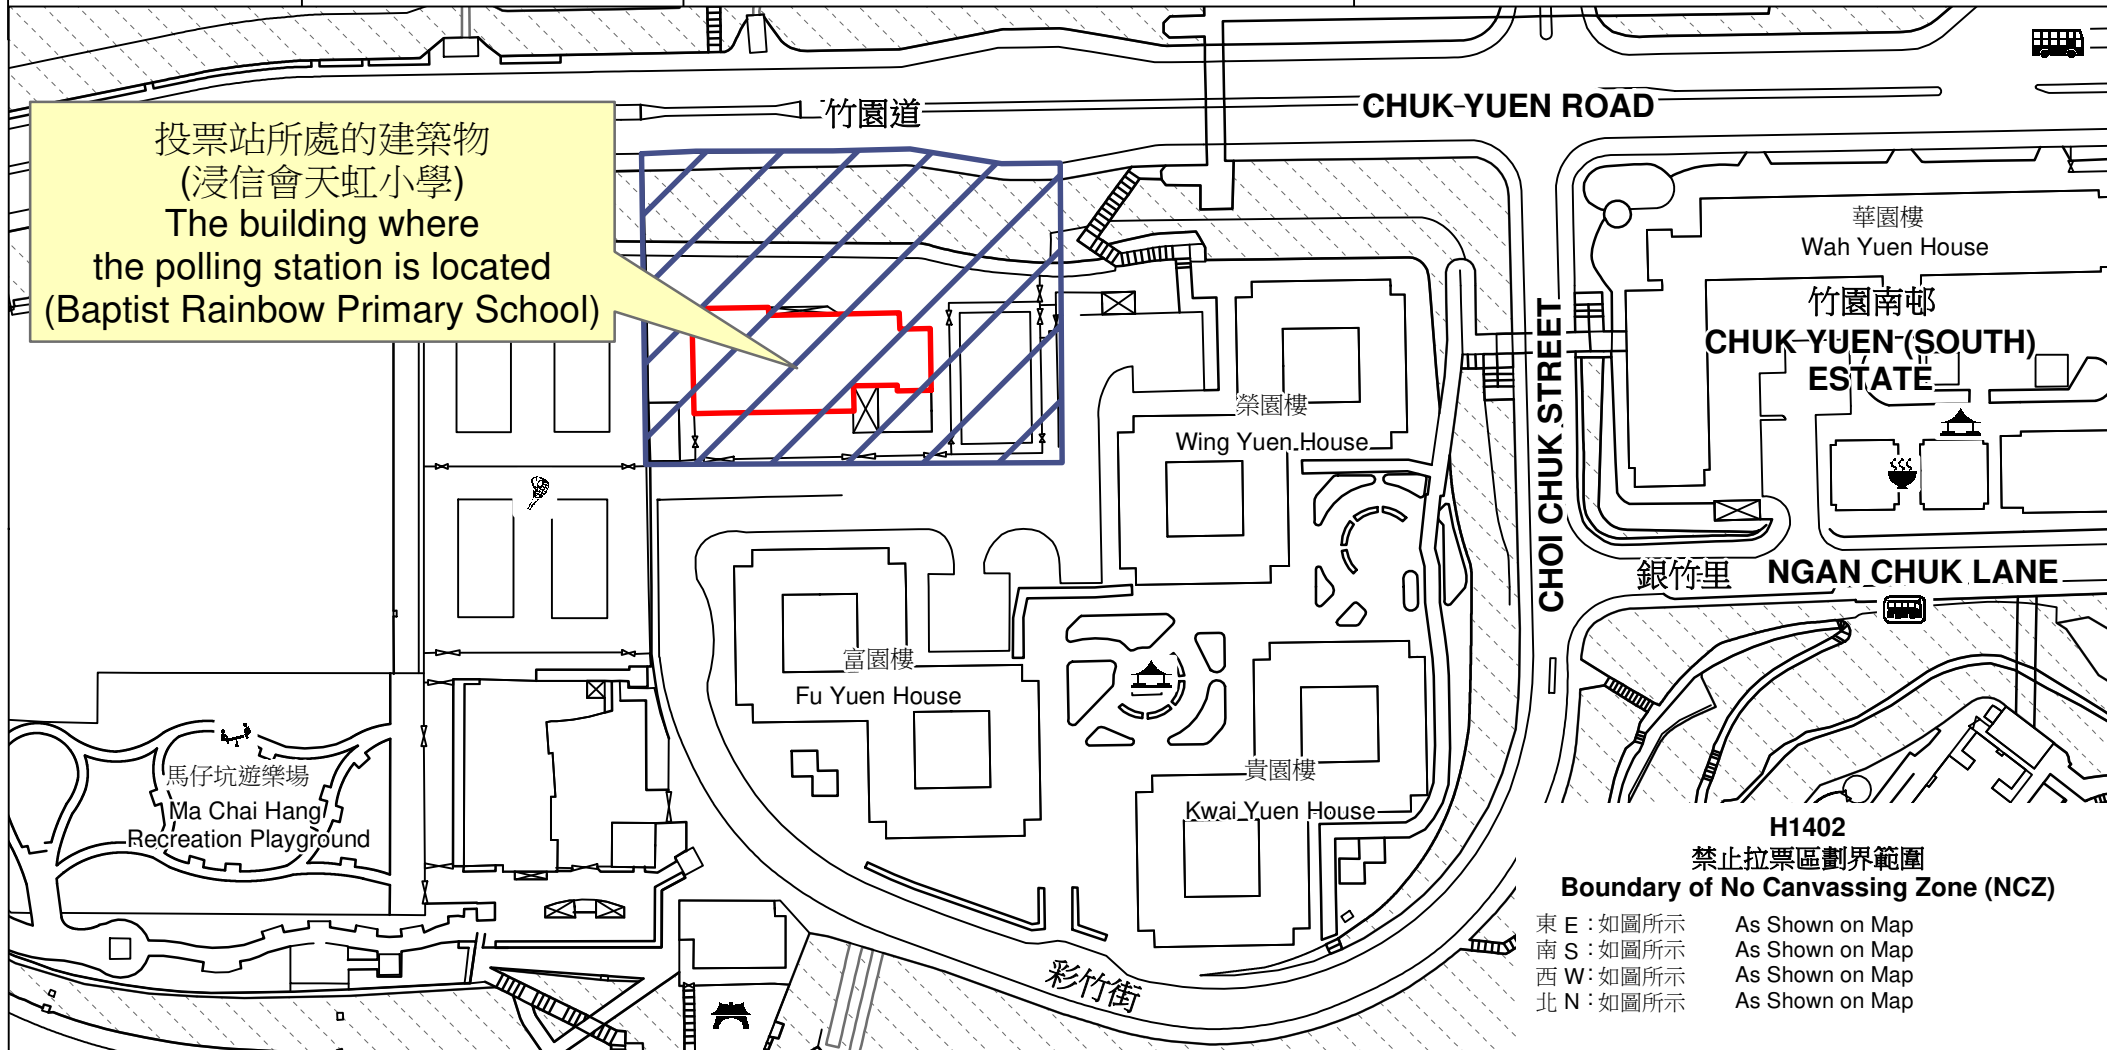 竹園道
CHUK YUEN ROAD
投票站所處的建築物
(浸信會天虹小學)
The building where
the polling station is located
(Baptist Rainbow Primary School)
華園樓
Wah Yuen House
竹園南邨
CHUK YUEN (SOUTH)
ESTATE
CHOI CHUK STREET
榮園樓
Wing Yuen House
銀竹里
NGAN CHUK LANE
富園樓
Fu Yuen House
馬仔坑遊樂場
Ma Chai Hang
Recreation Playground
貴園樓
Kwai Yuen House
彩竹街
H1402
禁止拉票區劃界範圍
Boundary of No Canvassing Zone (NCZ)
東 E : 如圖所示 As Shown on Map
南 S : 如圖所示 As Shown on Map
西 W : 如圖所示 As Shown on Map
北 N : 如圖所示 As Shown on Map